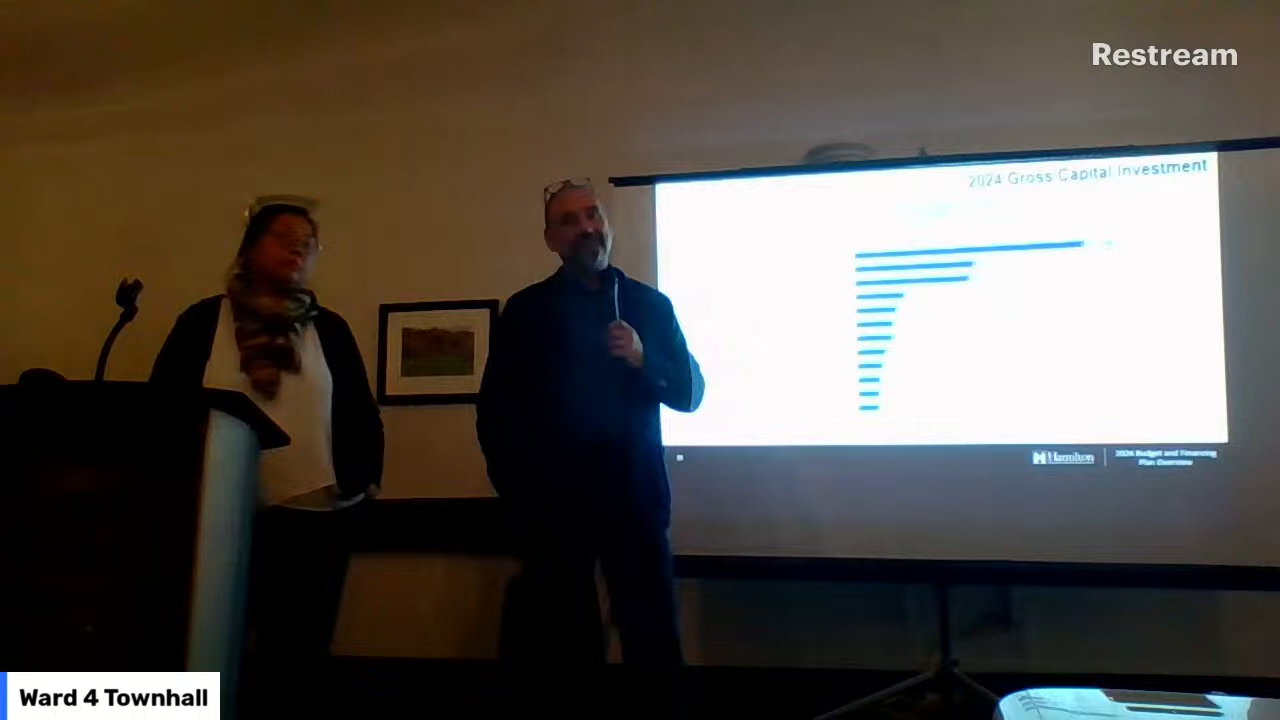 Restream
2024 Gross Capital Investment
Hamilton
2024 Budget and Financing
Plan Overview
Ward 4 Townhall